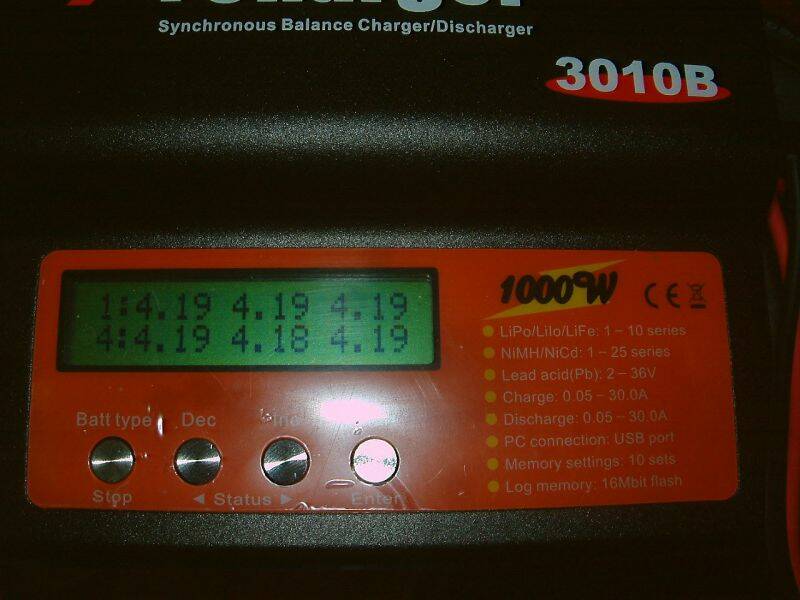 Synchronous Balance Charger/Discharger
3010B
1:4.19 4.19 4.19
4:4.19 4.18 4.19
1000W
CE
LiPo/LiIo/LiFe: 1 – 10 series
NiMH/NiCd: 1 – 25 series
Lead acid(Pb): 2 – 36V
Charge: 0.05 – 30.0A
Discharge: 0.05 – 30.0A
PC connection: USB port
Memory settings: 10 sets
Log memory: 16Mbit flash
Batt type Dec Inc
Stop ◄ Status ► Enter